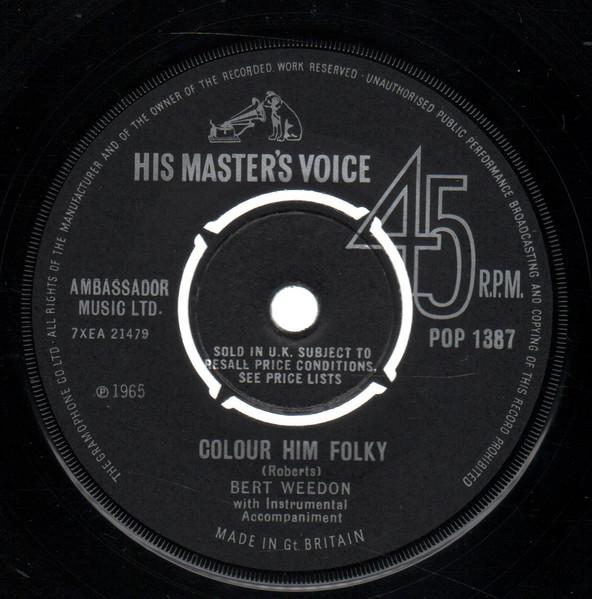 THE GRAMOPHONE CO. LTD. · ALL RIGHTS OF THE MANUFACTURER AND OF THE OWNER OF THE RECORDED WORK RESERVED · UNAUTHORISED PUBLIC PERFORMANCE BROADCASTING AND COPYING OF THIS RECORD PROHIBITED
HIS MASTER'S VOICE
45
R.P.M.
AMBASSADOR
MUSIC LTD.
7XEA 21479
POP 1387
℗ 1965
SOLD IN U.K. SUBJECT TO
RESALE PRICE CONDITIONS,
SEE PRICE LISTS
COLOUR HIM FOLKY
(Roberts)
BERT WEEDON
with Instrumental
Accompaniment
MADE IN Gt. BRITAIN